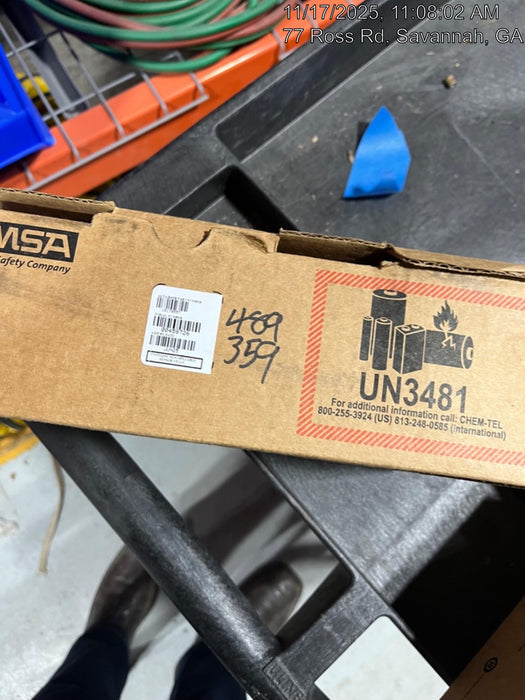 11/17/2025, 11:08:02 AM
77 Ross Rd, Savannah, GA
MSA
Safety Company
489
359
UN3481
For additional information call: CHEM-TEL
800-255-3924 (US) 813-248-0585 (International)